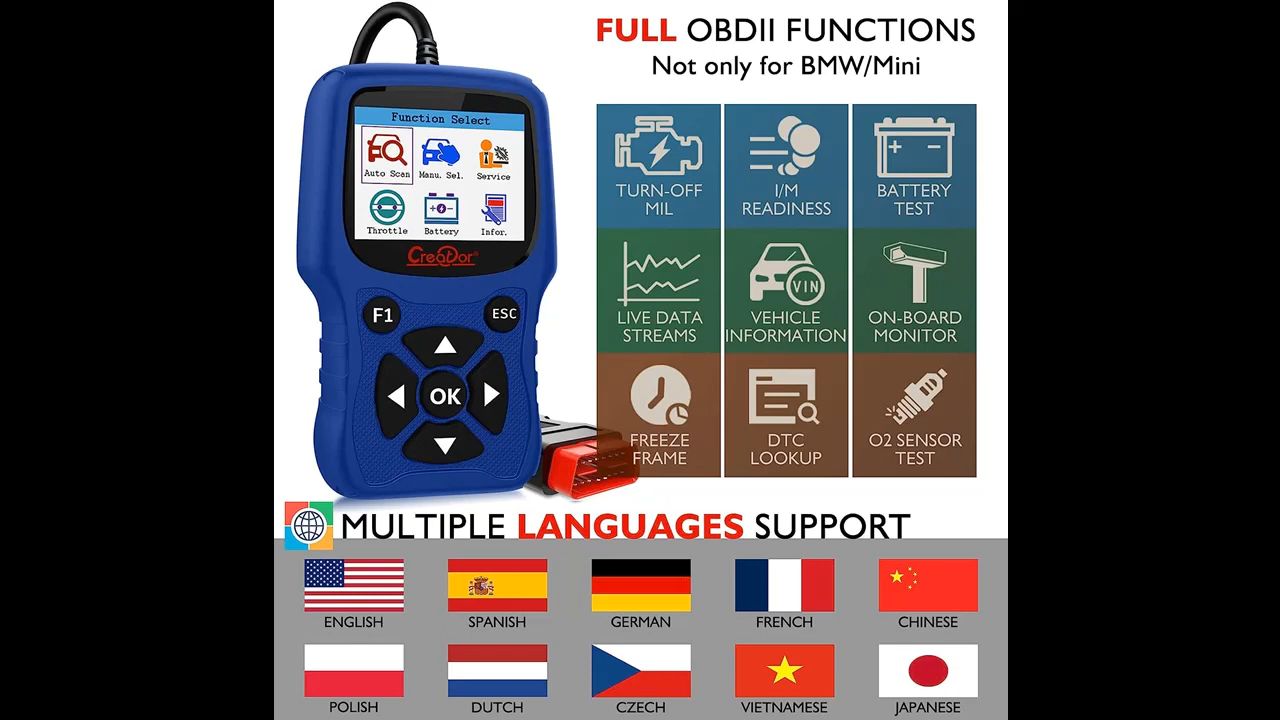 FULL OBDII FUNCTIONS
Not only for BMW/Mini
Function Select
Auto Scan
Manu. Sel.
Service
Throttle
Battery
Infor.
Creator®
F1
ESC
OK
TURN-OFF
MIL
I/M
READINESS
BATTERY
TEST
LIVE DATA
STREAMS
VEHICLE
INFORMATION
VIN
ON-BOARD
MONITOR
FREEZE
FRAME
DTC
LOOKUP
O2 SENSOR
TEST
MULTIPLE LANGUAGES SUPPORT
ENGLISH
SPANISH
GERMAN
FRENCH
CHINESE
POLISH
DUTCH
CZECH
VIETNAMESE
JAPANESE